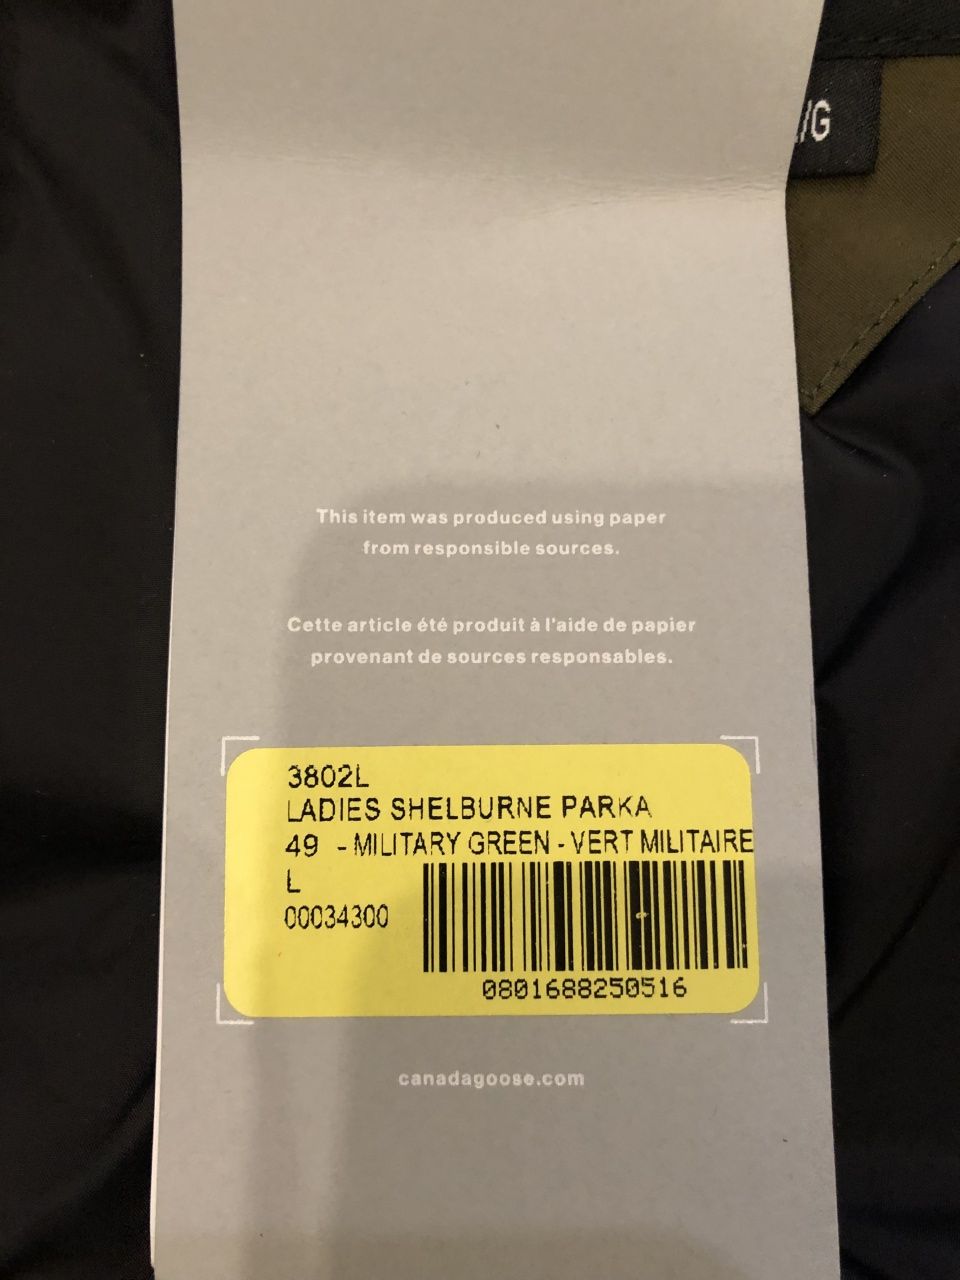 /G
This item was produced using paper
from responsible sources.
Cette article été produit à l'aide de papier
provenant de sources responsables.
3802L
LADIES SHELBURNE PARKA
49 - MILITARY GREEN - VERT MILITAIRE
L
00034300
0801688250516
canadagoose.com